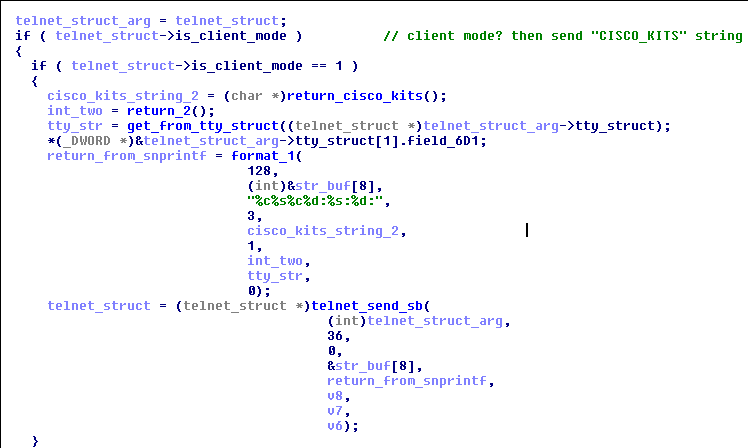 telnet_struct_arg = telnet_struct;
if ( telnet_struct->is_client_mode )          // client mode? then send "CISCO_KITS" string
{
  if ( telnet_struct->is_client_mode == 1 )
  {
    cisco_kits_string_2 = (char *)return_cisco_kits();
    int_two = return_2();
    tty_str = get_from_tty_struct((telnet_struct *)telnet_struct_arg->tty_struct);
    *(_DWORD *)&telnet_struct_arg->tty_struct[1].field_6D1;
    return_from_snprintf = format_1(
                             128,
                             (int)&str_buf[8],
                             "%c%s%c%d:%s:%d:",
                             3,
                             cisco_kits_string_2,
                             1,
                             int_two,
                             tty_str,
                             0);
    telnet_struct = (telnet_struct *)telnet_send_sb(
                                       (int)telnet_struct_arg,
                                       36,
                                       0,
                                       &str_buf[8],
                                       return_from_snprintf,
                                       v8,
                                       v7,
                                       v6);
  }